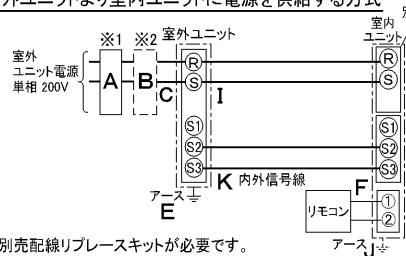 外ユニットより室内ユニットに電源を供給する方式
※1
※2
室外ユニット
室内
ユニット
室外
ユニット電源
単相 200V
A
B
C
I
R
S
R
S
S1
S2
S3
S1
S2
S3
K 内外信号線
F
アース
E
リモコン
①
②
アース
J
別売配線リプレースキットが必要です。